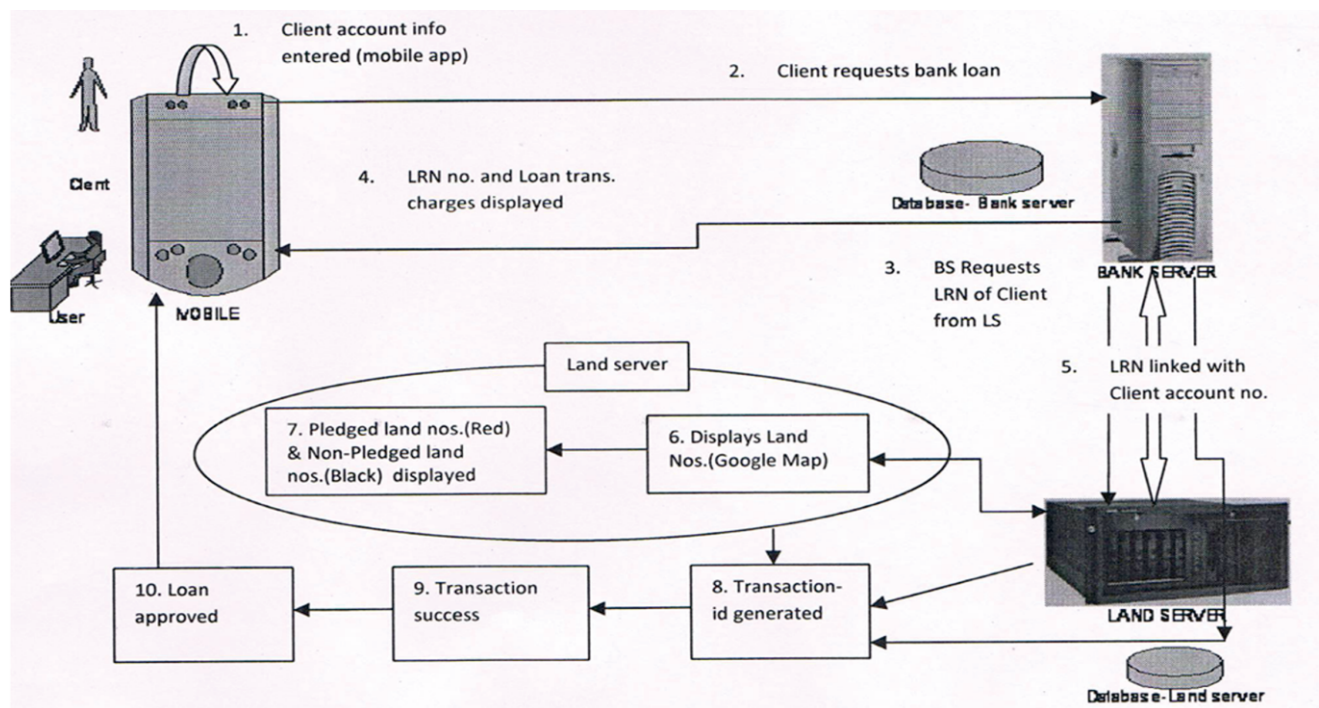 1. Client account info
entered (mobile app)
2. Client requests bank loan
Client
4. LRN no. and Loan trans.
charges displayed
Database- Bank server
User
MOBILE
3. BS Requests
LRN of Client
from LS
BANK SERVER
Land server
5. LRN linked with
Client account no.
7. Pledged land nos.(Red)
& Non-Pledged land
nos.(Black) displayed
6. Displays Land
Nos.(Google Map)
10. Loan
approved
9. Transaction
success
8. Transaction-
id generated
LAND SERVER
Database-Land server